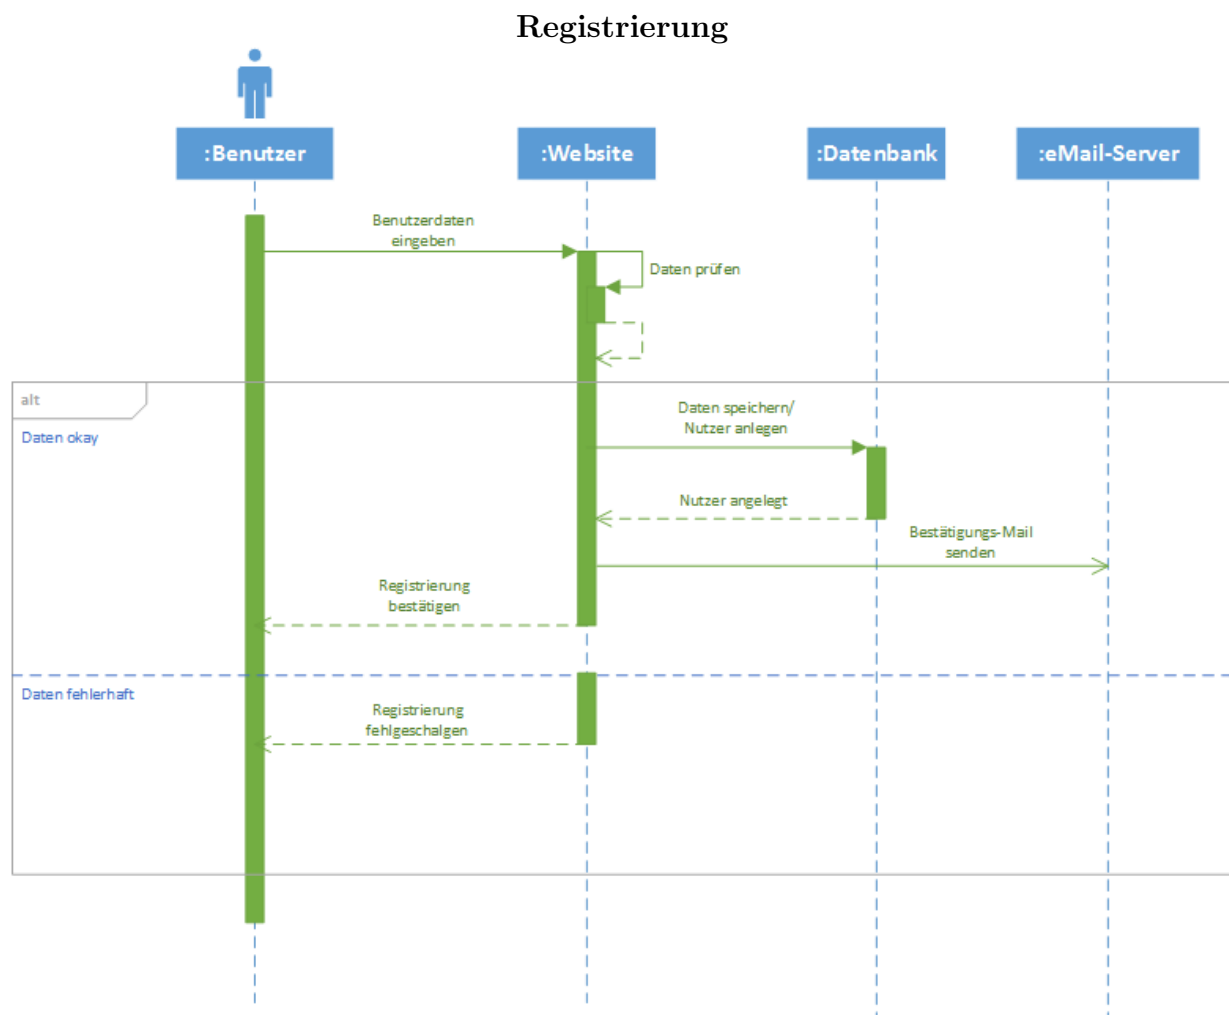 Registrierung
:Benutzer
:Website
:Datenbank
:eMail-Server
Benutzerdaten
eingeben
Daten prüfen
alt
Daten okay
Daten speichern/
Nutzer anlegen
Nutzer angelegt
Bestätigungs-Mail
senden
Registrierung
bestätigen
Daten fehlerhaft
Registrierung
fehlgeschalgen